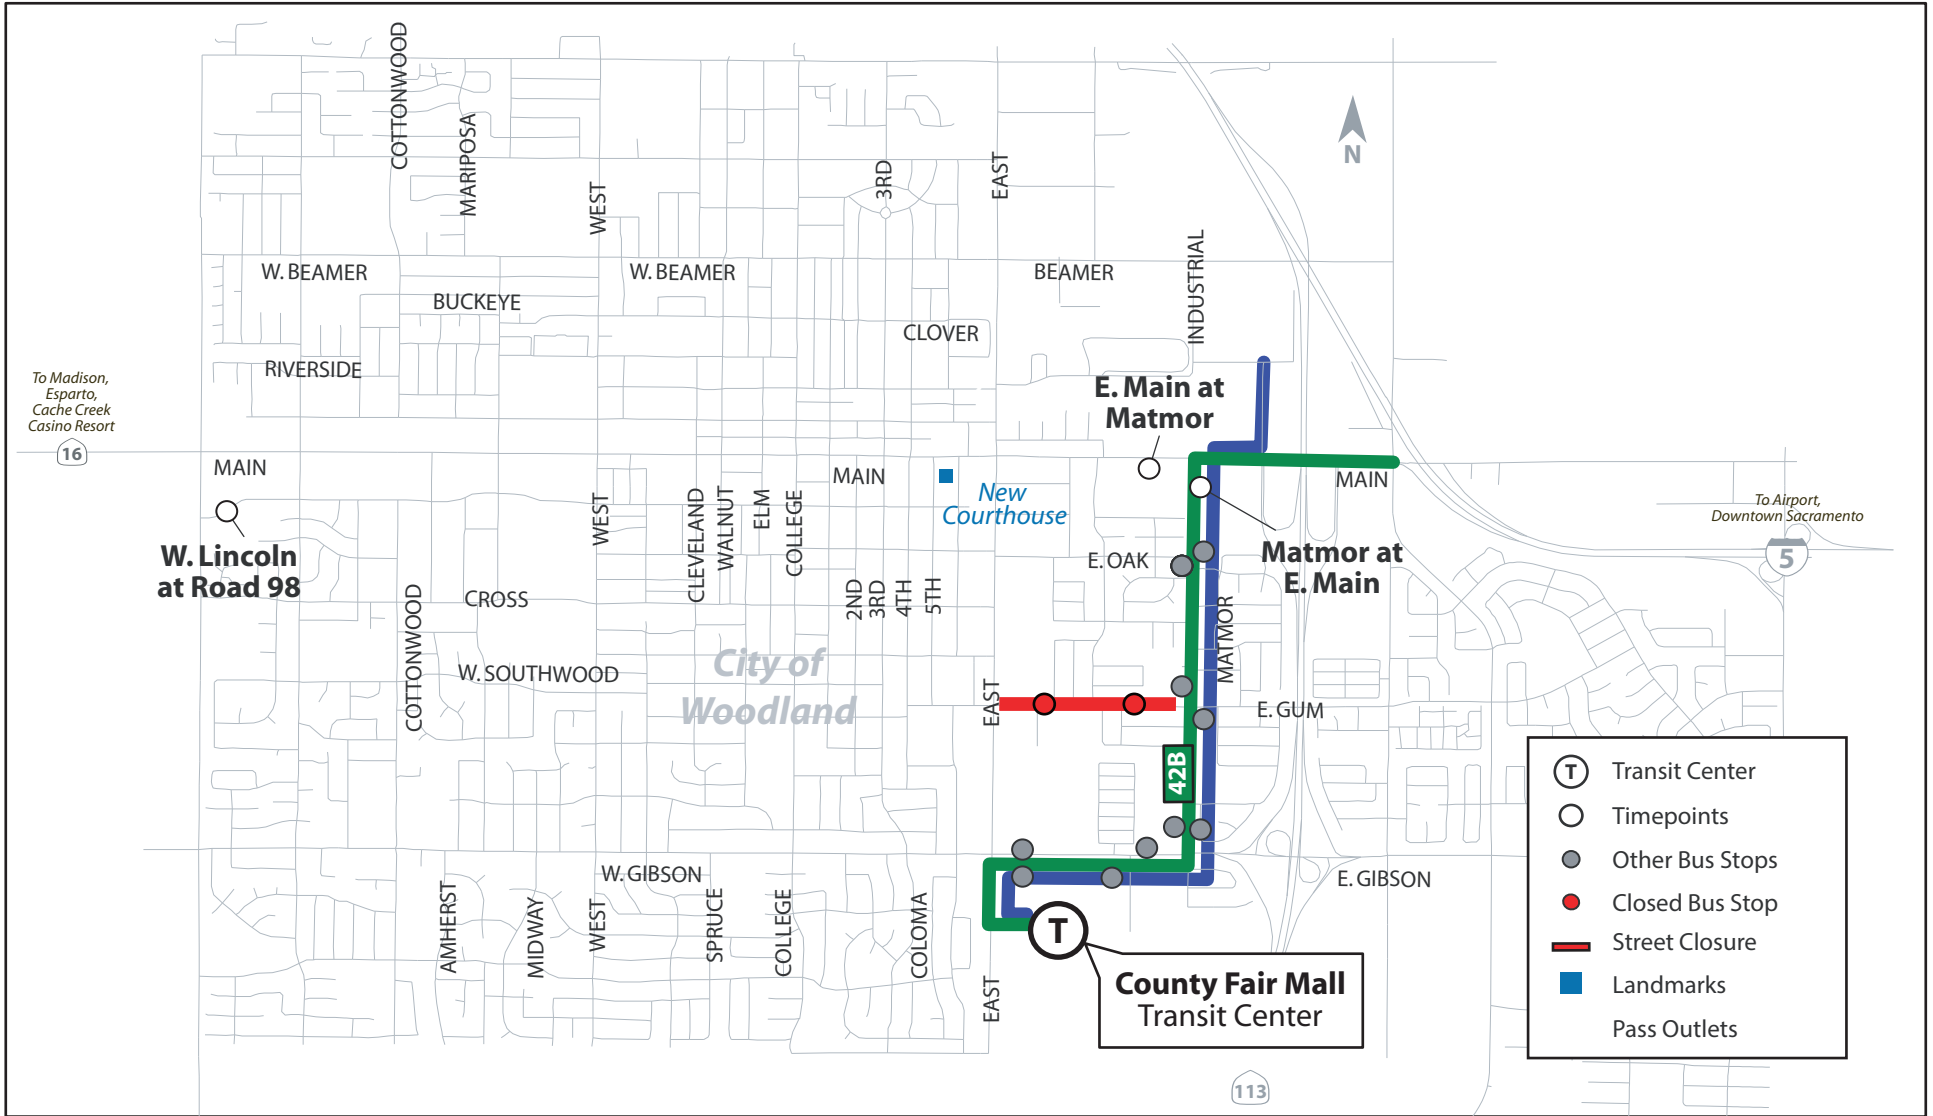 COTTONWOOD
MARIPOSA
WEST
3RD
EAST
N
INDUSTRIAL
W. BEAMER
W. BEAMER
BEAMER
BUCKEYE
CLOVER
RIVERSIDE
To Madison,
Esparto,
Cache Creek
Casino Resort
16
MAIN
E. Main at
Matmor
MAIN
MAIN
New
Courthouse
W. Lincoln
at Road 98
WEST
CLEVELAND
WALNUT
ELM
COLLEGE
To Airport,
Downtown Sacramento
5
E. OAK
Matmor at
E. Main
CROSS
2ND
3RD
4TH
5TH
MATMOR
COTTONWOOD
W. SOUTHWOOD
City of
Woodland
EAST
E. GUM
42B
W. GIBSON
E. GIBSON
AMHERST
MIDWAY
WEST
SPRUCE
COLLEGE
COLOMA
EAST
T
County Fair Mall
Transit Center
113
T
Transit Center
Timepoints
Other Bus Stops
Closed Bus Stop
Street Closure
Landmarks
Pass Outlets